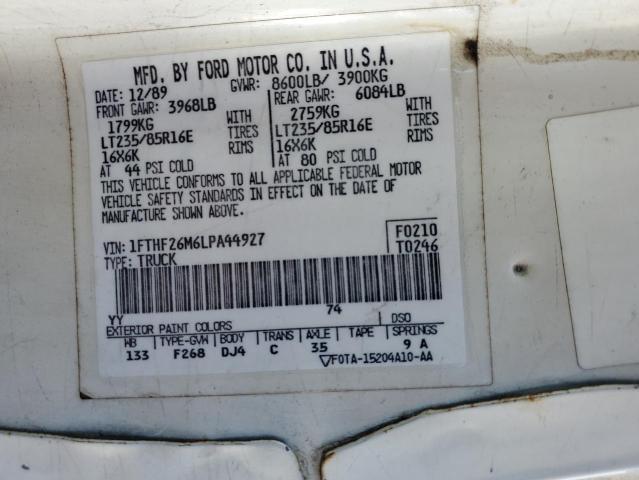 MFD. BY FORD MOTOR CO. IN U.S.A.
DATE: 12/89 GVWR: 8600LB/ 3900KG
FRONT GAWR: 3968LB REAR GAWR: 6084LB
1799KG WITH 2759KG WITH
LT235/85R16E TIRES LT235/85R16E TIRES
16X6K RIMS 16X6K RIMS
AT 44 PSI COLD AT 80 PSI COLD
THIS VEHICLE CONFORMS TO ALL APPLICABLE FEDERAL MOTOR
VEHICLE SAFETY STANDARDS IN EFFECT ON THE DATE OF
MANUFACTURE SHOWN ABOVE.
VIN: 1FTHF26M6LPA44927 F0210
TYPE: TRUCK T0246
YY 74 DSO
EXTERIOR PAINT COLORS
WB TYPE-GVW BODY TRANS AXLE TAPE SPRINGS
133 F268 DJ4 C 35 9 A
F0TA-15204A10-AA